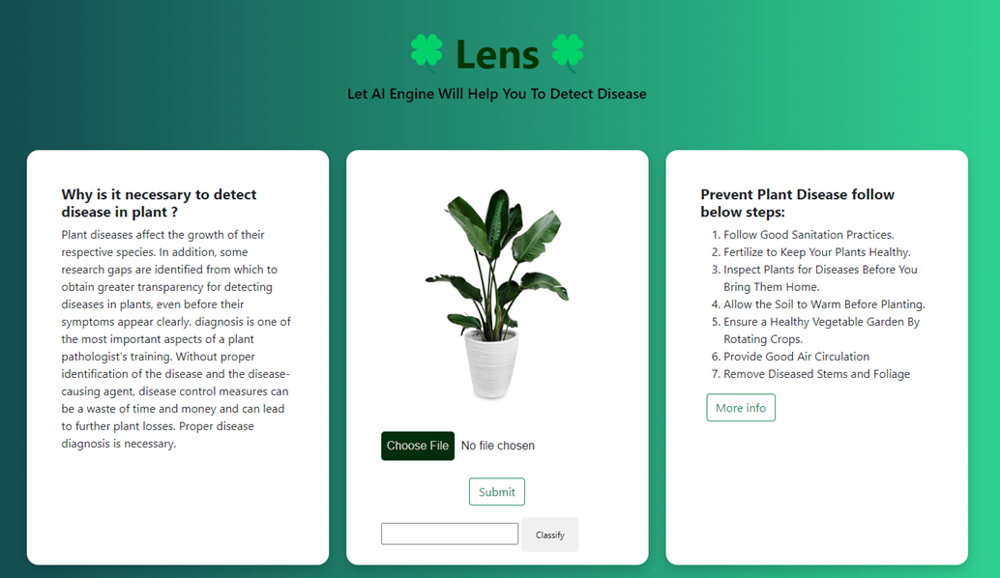 🍀 Lens 🍀
Let AI Engine Will Help You To Detect Disease
Why is it necessary to detect
disease in plant ?
Plant diseases affect the growth of their
respective species. In addition, some
research gaps are identified from which to
obtain greater transparency for detecting
diseases in plants, even before their
symptoms appear clearly. diagnosis is one of
the most important aspects of a plant
pathologist's training. Without proper
identification of the disease and the disease-
causing agent, disease control measures can
be a waste of time and money and can lead
to further plant losses. Proper disease
diagnosis is necessary.
Choose File No file chosen
Submit
Classify
Prevent Plant Disease follow
below steps:
1. Follow Good Sanitation Practices.
2. Fertilize to Keep Your Plants Healthy.
3. Inspect Plants for Diseases Before You
Bring Them Home.
4. Allow the Soil to Warm Before Planting.
5. Ensure a Healthy Vegetable Garden By
Rotating Crops.
6. Provide Good Air Circulation
7. Remove Diseased Stems and Foliage
More info